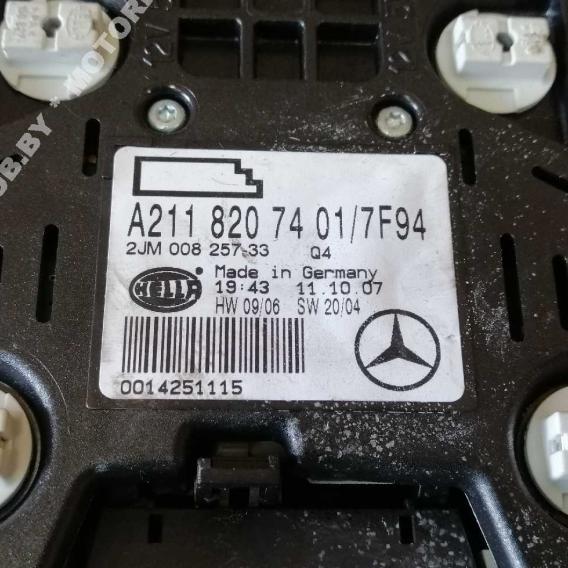 A211 820 74 01/7F94
2JM 008 257-33 Q4
HELLA
Made in Germany
19:43 11.10.07
HW 09/06 SW 20/04
0014251115